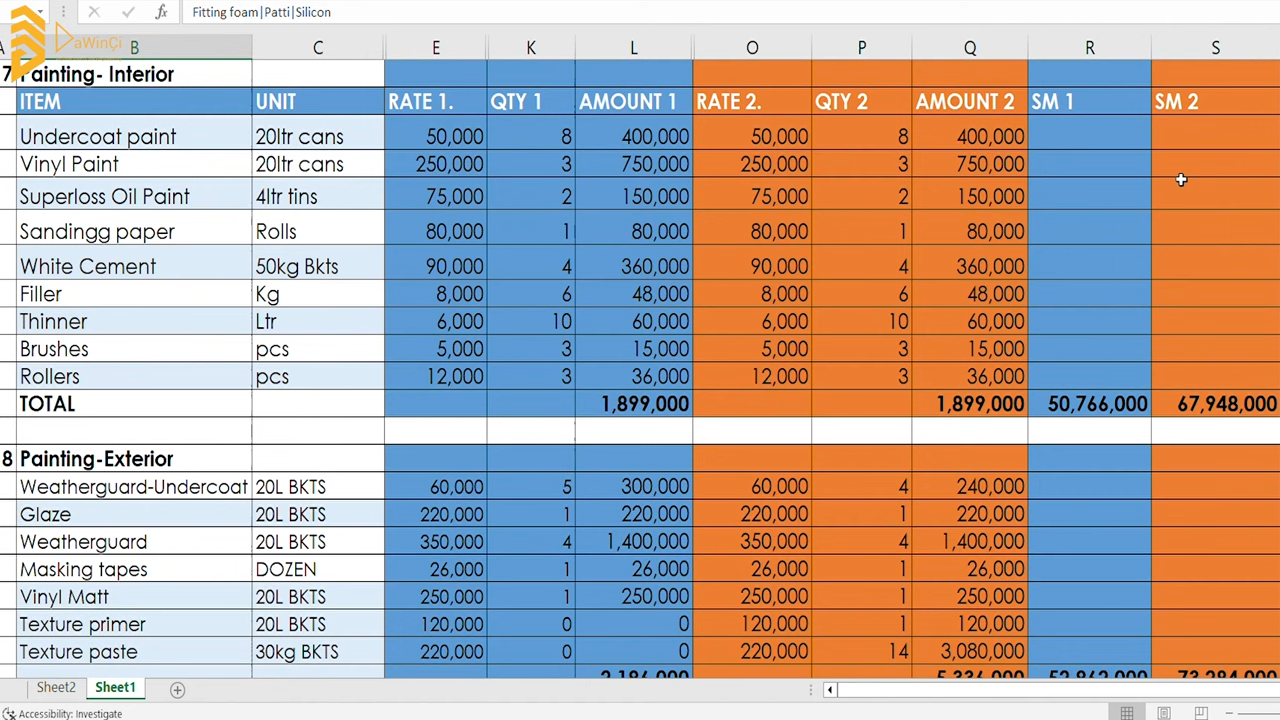 Fitting foam|Patti|Silicon
aWinÇi
B C E K L O P Q R S
7 Painting- Interior
ITEM UNIT RATE 1. QTY 1 AMOUNT 1 RATE 2. QTY 2 AMOUNT 2 SM 1 SM 2
Undercoat paint 20ltr cans 50,000 8 400,000 50,000 8 400,000
Vinyl Paint 20ltr cans 250,000 3 750,000 250,000 3 750,000
Superloss Oil Paint 4ltr tins 75,000 2 150,000 75,000 2 150,000
Sandingg paper Rolls 80,000 1 80,000 80,000 1 80,000
White Cement 50kg Bkts 90,000 4 360,000 90,000 4 360,000
Filler Kg 8,000 6 48,000 8,000 6 48,000
Thinner Ltr 6,000 10 60,000 6,000 10 60,000
Brushes pcs 5,000 3 15,000 5,000 3 15,000
Rollers pcs 12,000 3 36,000 12,000 3 36,000
TOTAL 1,899,000 1,899,000 50,766,000 67,948,000
8 Painting-Exterior
Weatherguard-Undercoat 20L BKTS 60,000 5 300,000 60,000 4 240,000
Glaze 20L BKTS 220,000 1 220,000 220,000 1 220,000
Weatherguard 20L BKTS 350,000 4 1,400,000 350,000 4 1,400,000
Masking tapes DOZEN 26,000 1 26,000 26,000 1 26,000
Vinyl Matt 20L BKTS 250,000 1 250,000 250,000 1 250,000
Texture primer 20L BKTS 120,000 0 0 120,000 1 120,000
Texture paste 30kg BKTS 220,000 0 0 220,000 14 3,080,000
Sheet2 Sheet1
Accessibility: Investigate